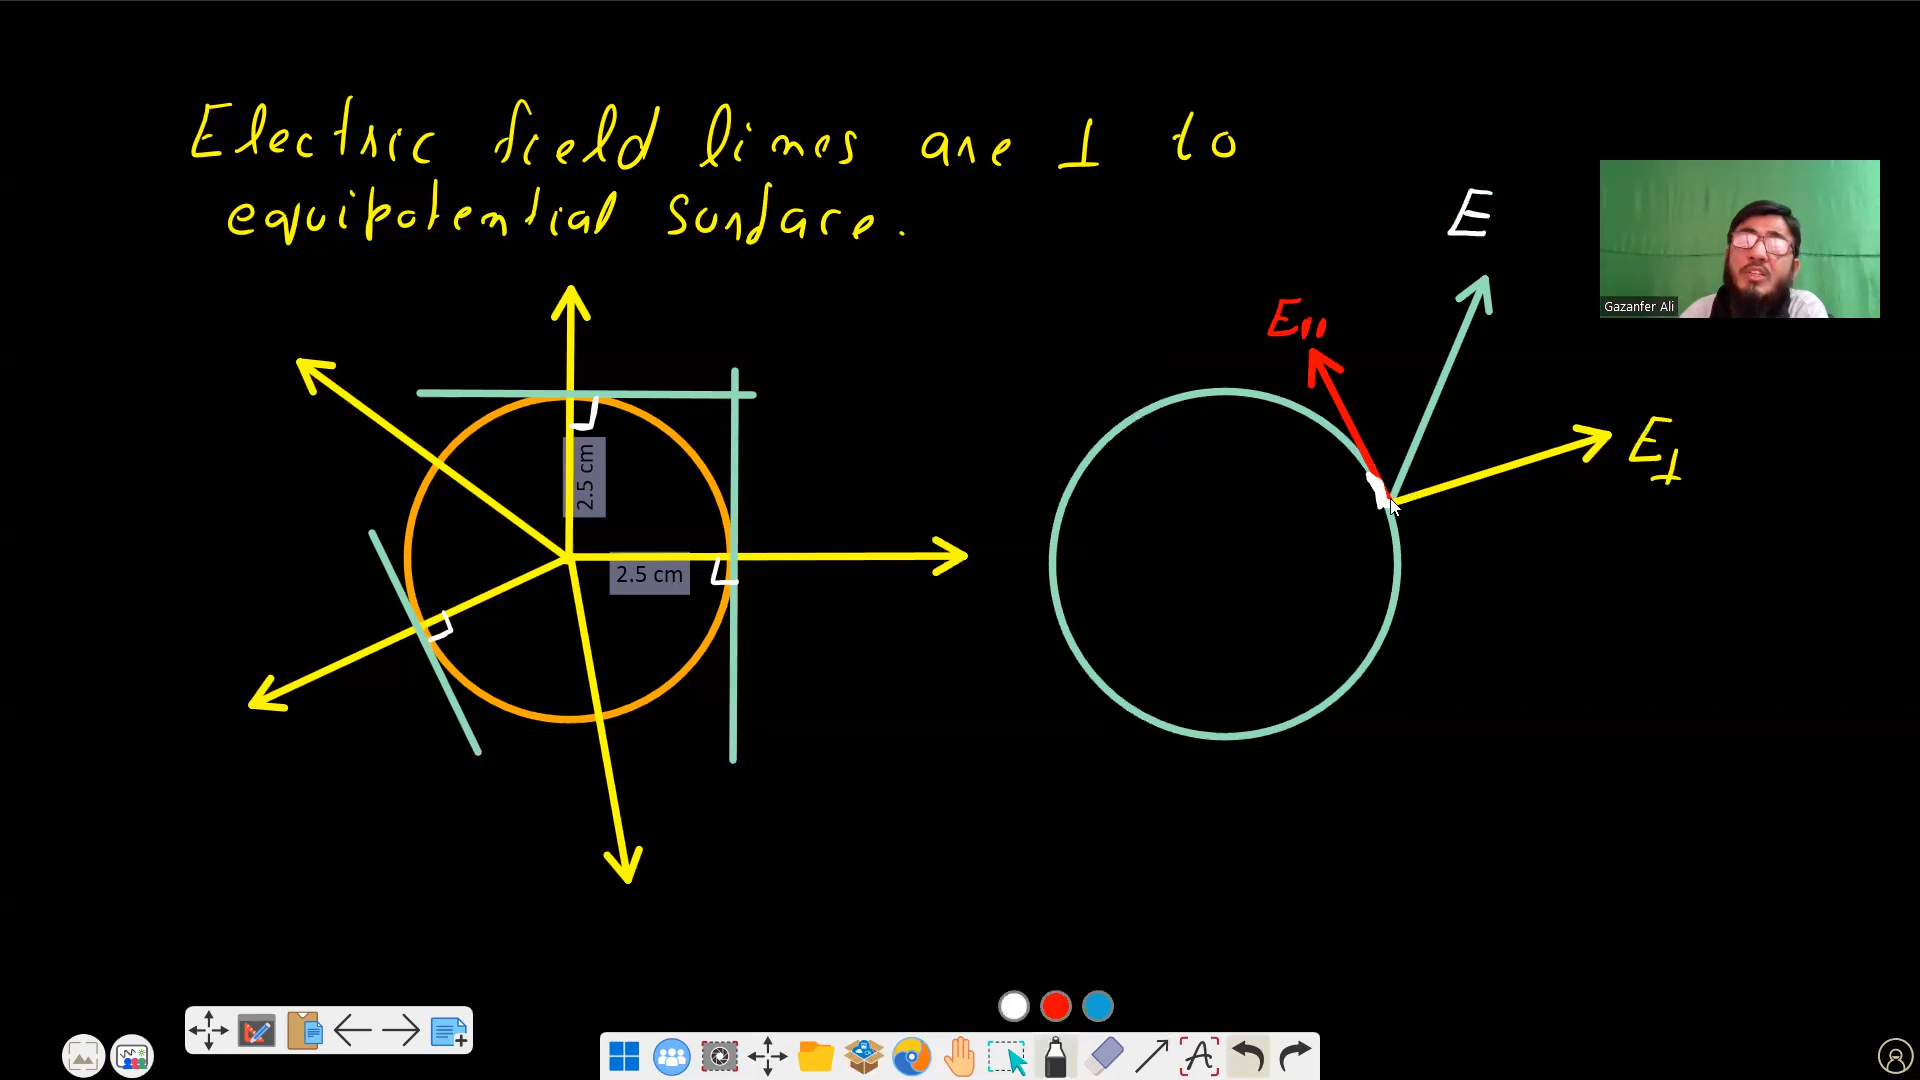 Electric field lines are ⊥ to
equipotential surface.
E
E||
E⊥
2.5 cm
2.5 cm
Gazanfer Ali